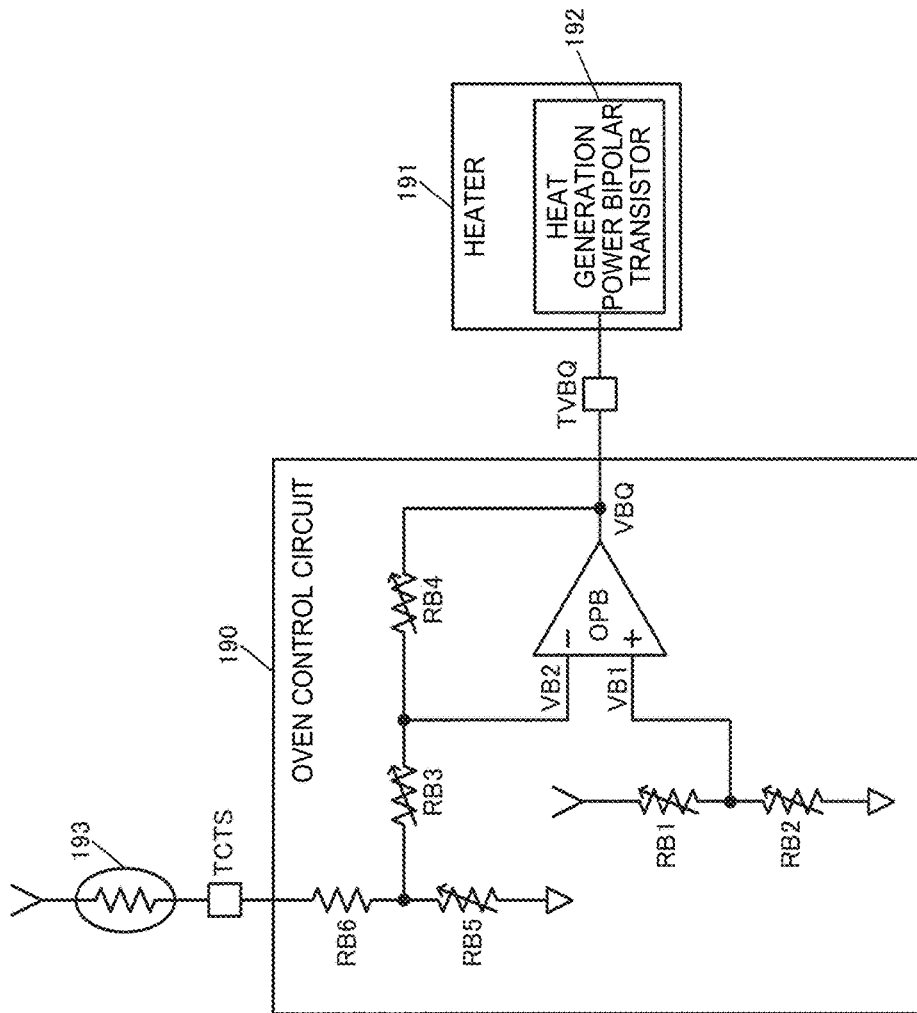 193
TCTS
190
OVEN CONTROL CIRCUIT
RB6
RB5
RB3
RB4
VB2
VB1
OPB
VBQ
RB1
RB2
TVBQ
191
HEATER
192
HEAT
GENERATION
POWER BIPOLAR
TRANSISTOR